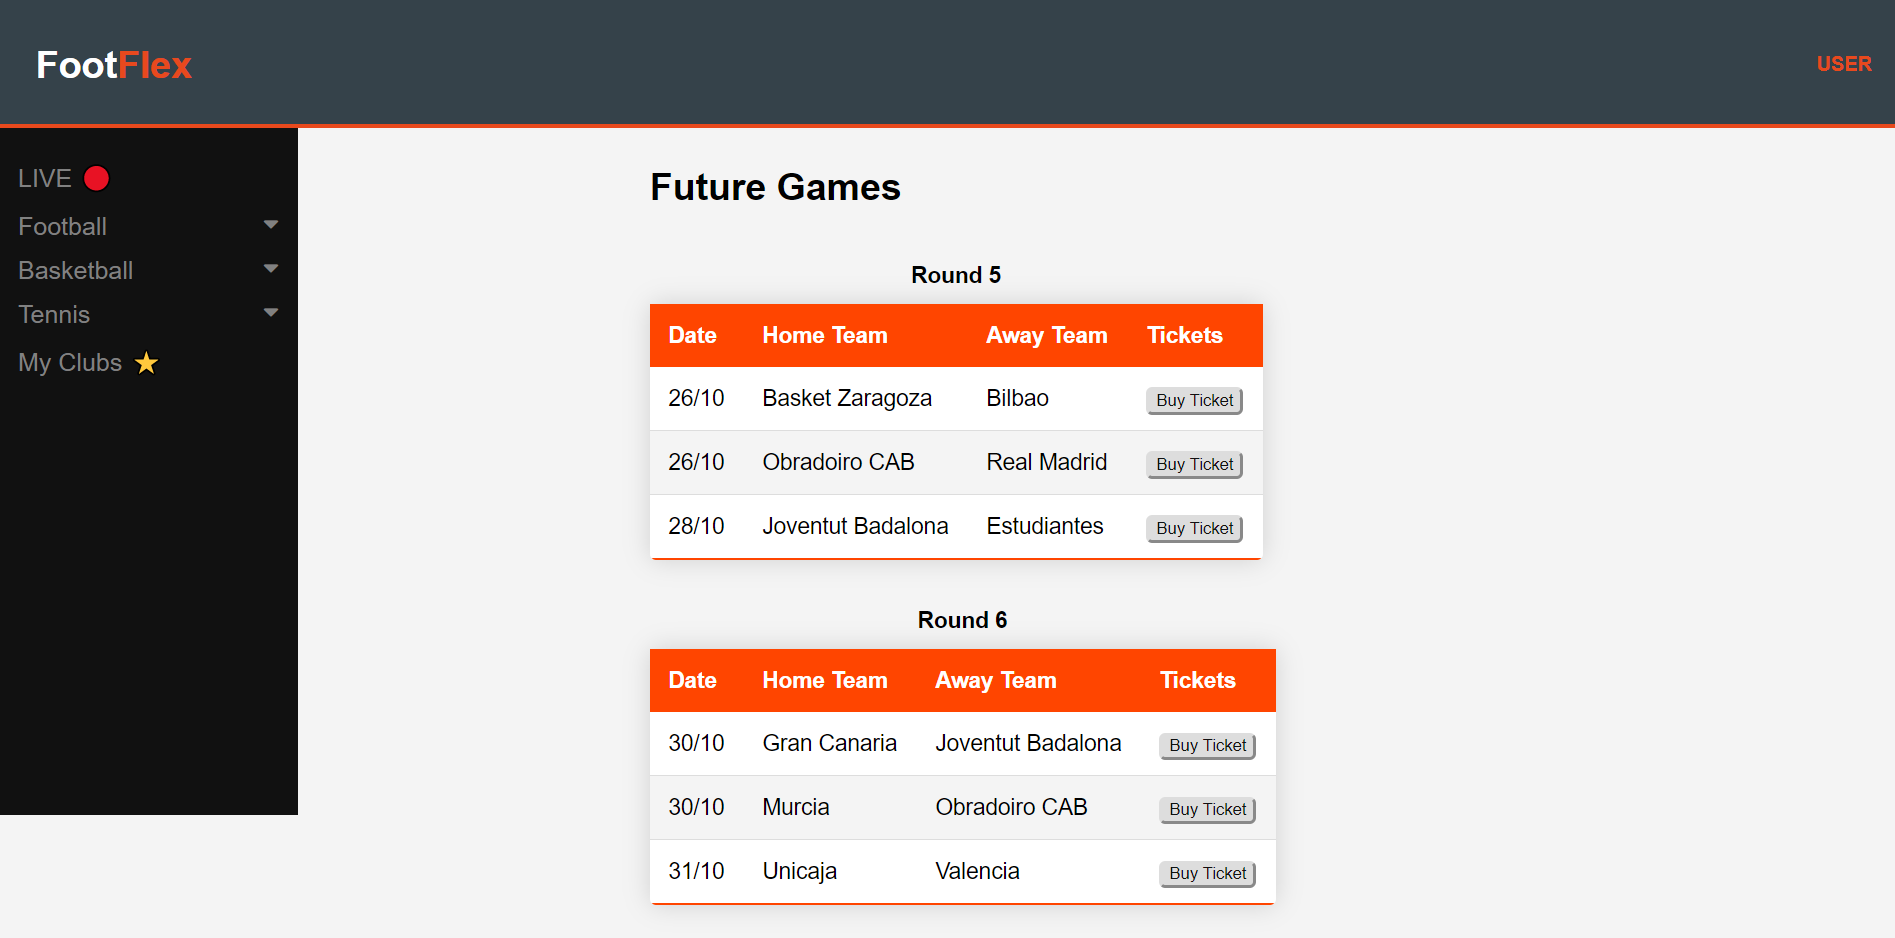 FootFlex
USER
LIVE
Football
Basketball
Tennis
My Clubs
Future Games
Round 5
Date Home Team Away Team Tickets
26/10 Basket Zaragoza Bilbao Buy Ticket
26/10 Obradoiro CAB Real Madrid Buy Ticket
28/10 Joventut Badalona Estudiantes Buy Ticket
Round 6
Date Home Team Away Team Tickets
30/10 Gran Canaria Joventut Badalona Buy Ticket
30/10 Murcia Obradoiro CAB Buy Ticket
31/10 Unicaja Valencia Buy Ticket